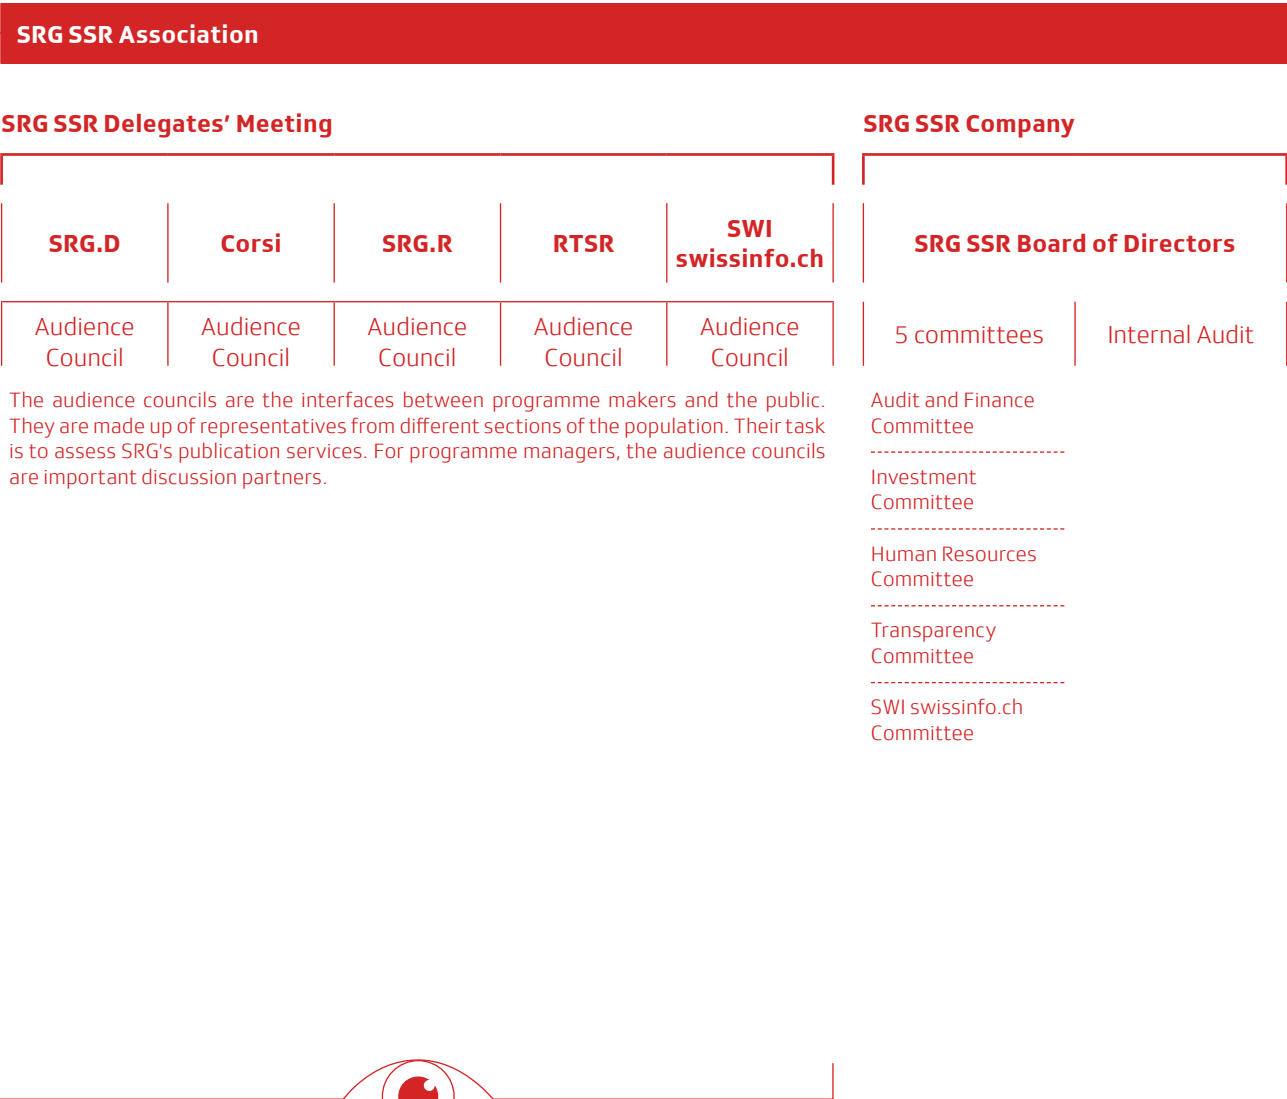 SRG SSR Association
SRG SSR Delegates’ Meeting
SRG.D
Corsi
SRG.R
RTSR
SWI
swissinfo.ch
Audience
Council
Audience
Council
Audience
Council
Audience
Council
Audience
Council
The audience councils are the interfaces between programme makers and the public.
They are made up of representatives from different sections of the population. Their task
is to assess SRG's publication services. For programme managers, the audience councils
are important discussion partners.
SRG SSR Company
SRG SSR Board of Directors
5 committees
Internal Audit
Audit and Finance
Committee
Investment
Committee
Human Resources
Committee
Transparency
Committee
SWI swissinfo.ch
Committee